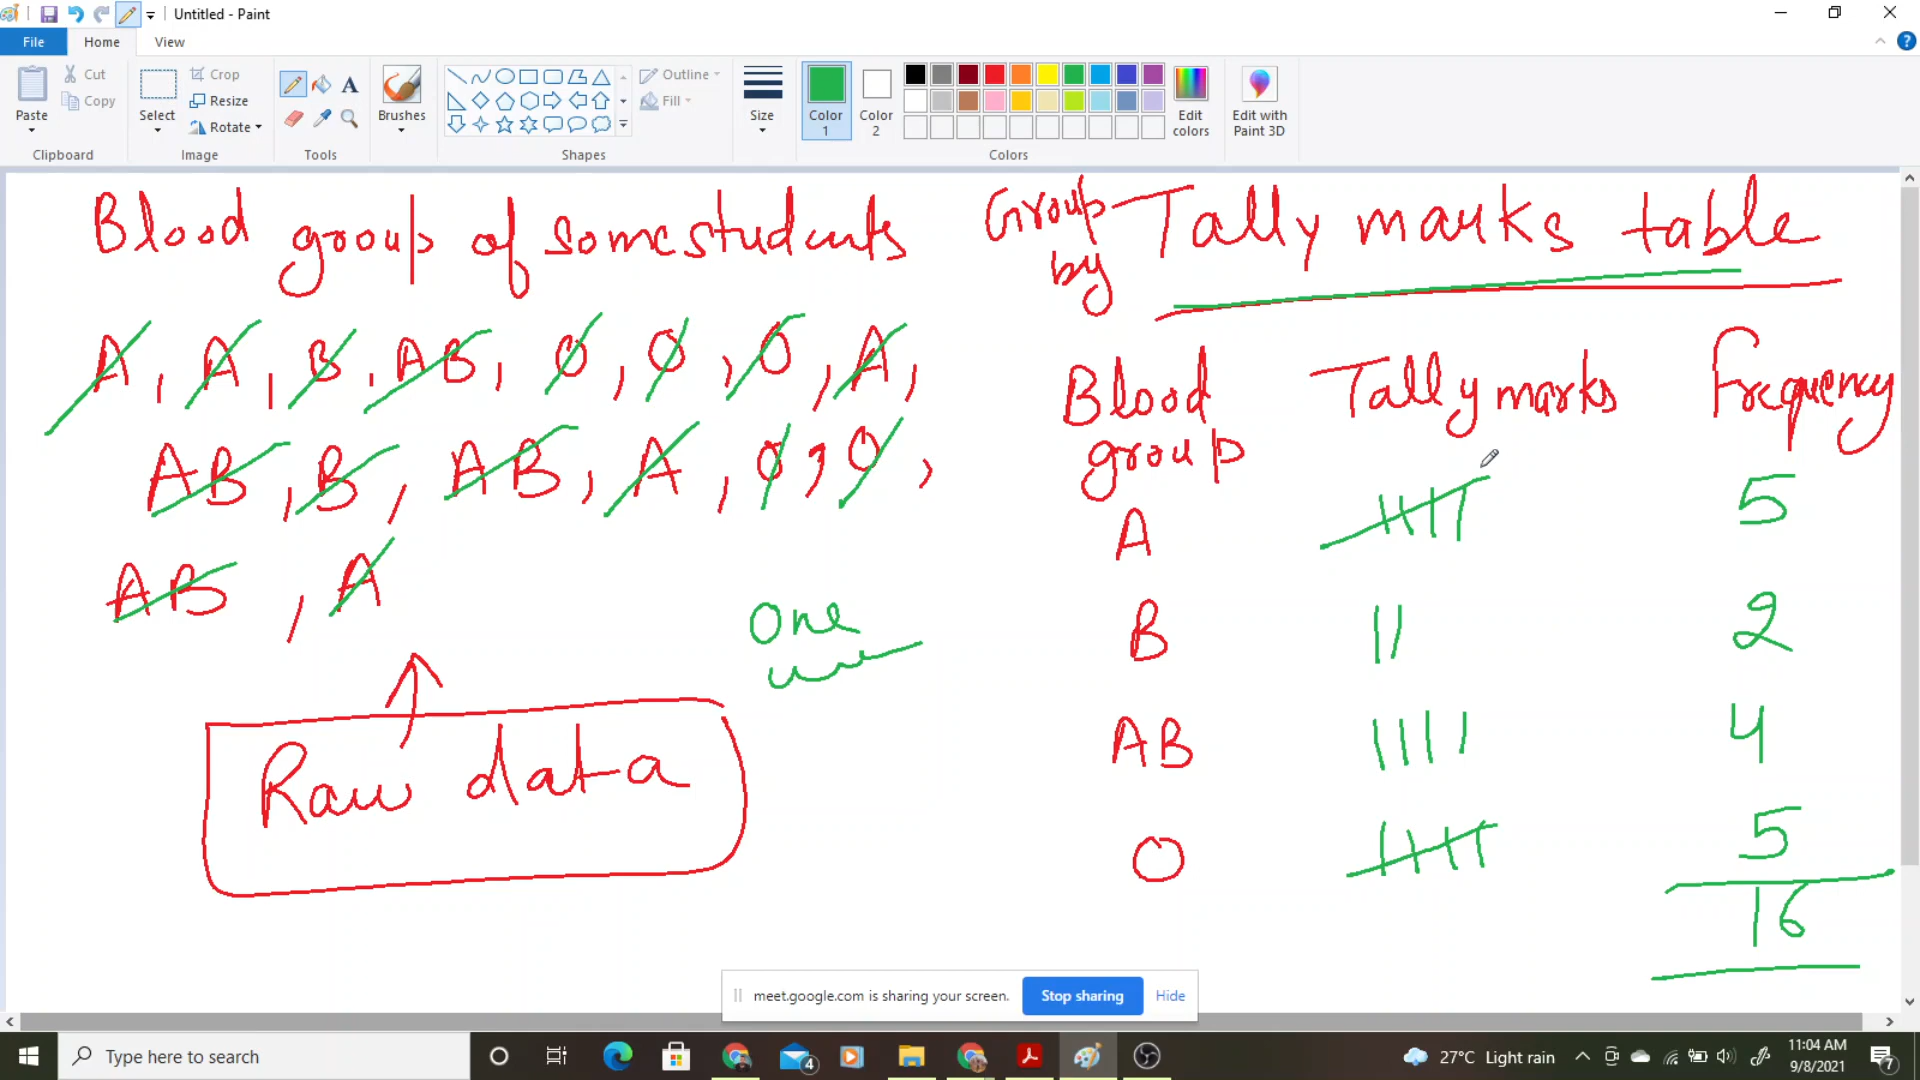 Untitled - Paint
File Home View
Cut
Copy
Paste
Clipboard
Select
Crop
Resize
Rotate
Image
Tools
Brushes
Shapes
Outline
Fill
Size
Color 1
Color 2
Colors
Edit colors
Edit with Paint 3D
Blood group of some students
A, A, B, AB, O, O, O, A,
AB, B, AB, A, O, O,
AB, A
One
Raw data
Group by Tally marks table
Blood group Tally marks Frequency
A 5
B 2
AB 4
O 5
16
meet.google.com is sharing your screen. Stop sharing Hide
Type here to search
4
27°C Light rain
11:04 AM
9/8/2021
7